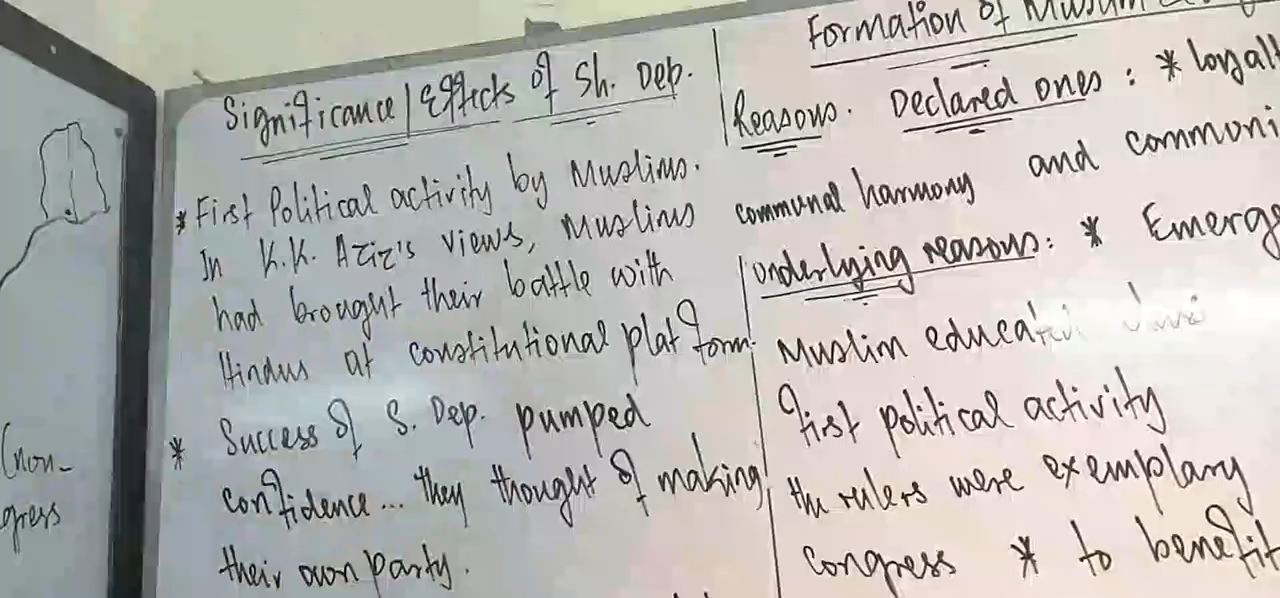 (non-
gress
Significance/Effects of Sh. Dep.
* First Political activity by Muslims.
In K.K. Aziz's views, Muslims
had brought their battle with
Hindus at constitutional platform.
* Success of S. Dep. pumped
confidence... they thought of making
their own party.
Formation of Muslim
Reasons. Declared ones : * loyalt
communal harmony and communi
underlying reasons: * Emerg
Muslim
first political activity
the rulers were exemplary
Congress * to benefit